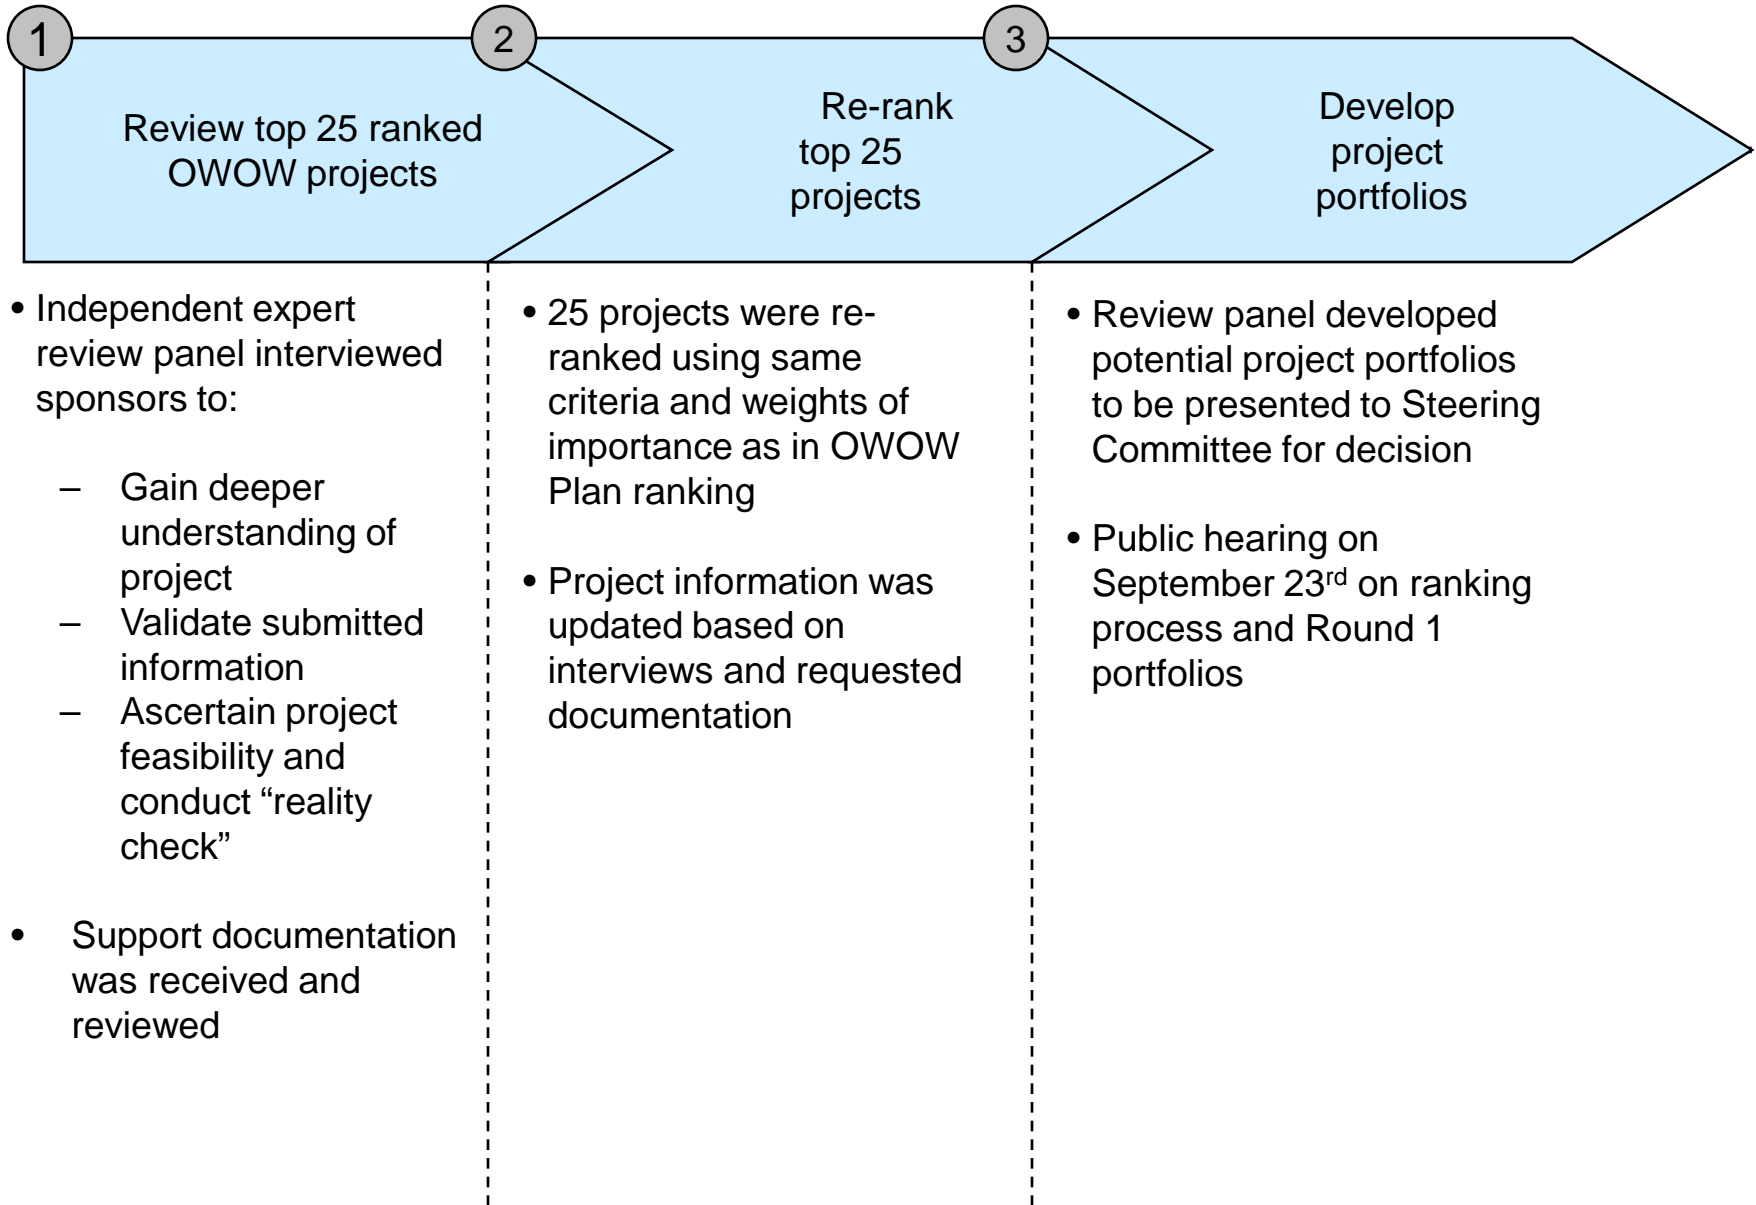 1
2
3
Review top 25 ranked
OWOW projects
Re-rank
top 25
projects
Develop
project
portfolios
• Independent expert
review panel interviewed
sponsors to:
– Gain deeper
understanding of
project
– Validate submitted
information
– Ascertain project
feasibility and
conduct “reality
check”
• Support documentation
was received and
reviewed
• 25 projects were re-
ranked using same
criteria and weights of
importance as in OWOW
Plan ranking
• Project information was
updated based on
interviews and requested
documentation
• Review panel developed
potential project portfolios
to be presented to Steering
Committee for decision
• Public hearing on
September 23rd on ranking
process and Round 1
portfolios